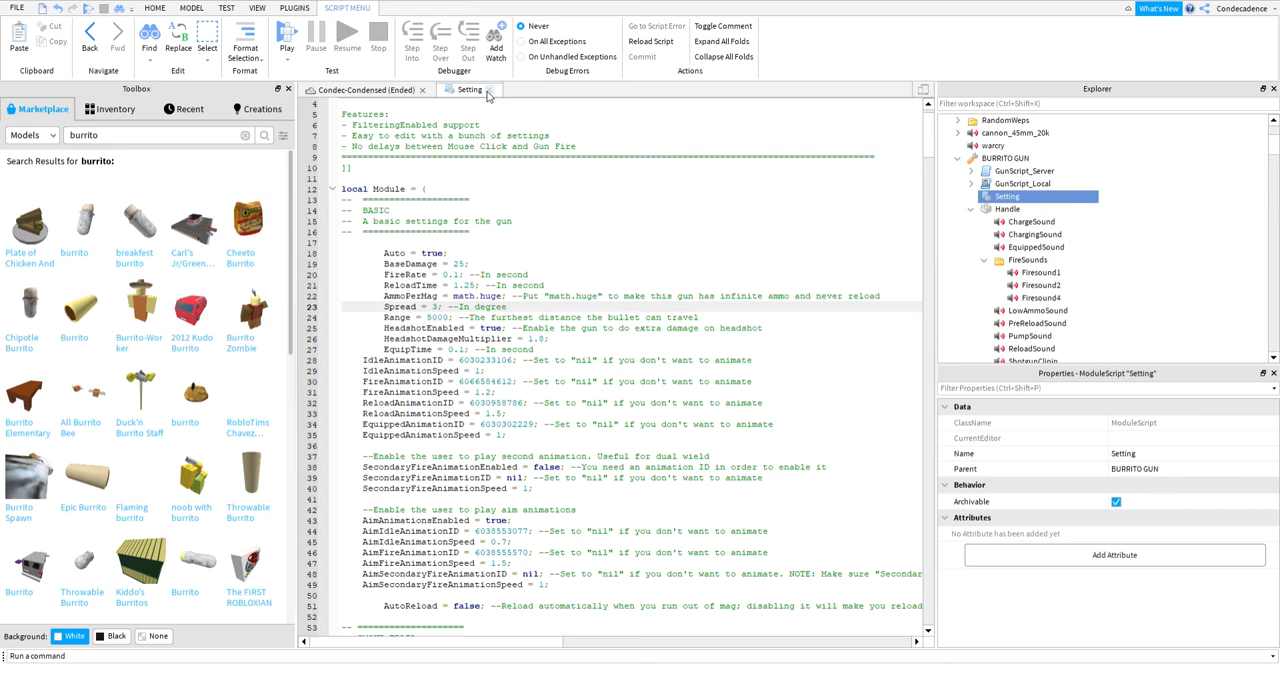 FILE HOME MODEL TEST VIEW PLUGINS SCRIPT MENU What's New Condecadence
Paste Cut Copy Back Fwd Find Replace Select Format Selection Play Pause Resume Stop Step Into Step Over Step Out Add Watch
Never
On All Exceptions
On Unhandled Exceptions
Go to Script Error
Reload Script
Commit
Toggle Comment
Expand All Folds
Collapse All Folds
Clipboard Navigate Edit Format Test Debugger Debug Errors Actions
Toolbox
Marketplace Inventory Recent Creations
Models burrito
Search Results for burrito:
Plate of Chicken And
burrito
breakfast burrito
Carl's Jr/Green...
Cheeto Burrito
Chipotle Burrito
Burrito
Burrito-Wor ker
2012 Kudo Burrito
Burrito Zombie
Burrito Elementary
All Burrito Bee
Duck'n Burrito Staff
burrito
RobloTims Chavez...
Burrito Spawn
Epic Burrito
Flaming burrito
noob with burrito
Throwable Burrito
Burrito
Throwable Burrito
Kiddo's Burritos
Burrito
The FIRST ROBLOXIAN
Background: White Black None
Run a command
Condec-Condensed (Ended) Setting
4
5 Features:
6 - FilteringEnabled support
7 - Easy to edit with a bunch of settings
8 - No delays between Mouse Click and Gun Fire
9 ====================================================================================================
10 ]]
11
12 local Module = {
13 -- ====================
14 -- BASIC
15 -- A basic settings for the gun
16 -- ====================
17
18 Auto = true;
19 BaseDamage = 25;
20 FireRate = 0.1; --In second
21 ReloadTime = 1.25; --In second
22 AmmoPerMag = math.huge; --Put "math.huge" to make this gun has infinite ammo and never reload
23 Spread = 3; --In degree
24 Range = 5000; --The furthest distance the bullet can travel
25 HeadshotEnabled = true; --Enable the gun to do extra damage on headshot
26 HeadshotDamageMultiplier = 1.8;
27 EquipTime = 0.1; --In second
28 IdleAnimationID = 6030233106; --Set to "nil" if you don't want to animate
29 IdleAnimationSpeed = 1;
30 FireAnimationID = 6066584612; --Set to "nil" if you don't want to animate
31 FireAnimationSpeed = 1.2;
32 ReloadAnimationID = 6030958786; --Set to "nil" if you don't want to animate
33 ReloadAnimationSpeed = 1.5;
34 EquippedAnimationID = 6030302229; --Set to "nil" if you don't want to animate
35 EquippedAnimationSpeed = 1;
36
37 --Enable the user to play second animation. Useful for dual wield
38 SecondaryFireAnimationEnabled = false; --You need an animation ID in order to enable it
39 SecondaryFireAnimationID = nil; --Set to "nil" if you don't want to animate
40 SecondaryFireAnimationSpeed = 1;
41
42 --Enable the user to play aim animations
43 AimAnimationsEnabled = true;
44 AimIdleAnimationID = 6038553077; --Set to "nil" if you don't want to animate
45 AimIdleAnimationSpeed = 0.7;
46 AimFireAnimationID = 6038555570; --Set to "nil" if you don't want to animate
47 AimFireAnimationSpeed = 1.5;
48 AimSecondaryFireAnimationID = nil; --Set to "nil" if you don't want to animate. NOTE: Make sure "Secondar
49 AimSecondaryFireAnimationSpeed = 1;
50
51 AutoReload = false; --Reload automatically when you run out of mag; disabling it will make you reload
52
53 -- ====================
Explorer
Filter workspace (Ctrl+Shift+X)
RandomWeps
cannon_45mm_20k
warcry
BURRITO GUN
GunScript_Server
GunScript_Local
Setting
Handle
ChargeSound
ChargingSound
EquippedSound
FireSounds
Firesound1
Firesound2
Firesound4
LowAmmoSound
PreReloadSound
PumpSound
ReloadSound
ShotgunClipin
Properties - ModuleScript "Setting"
Filter Properties (Ctrl+Shift+P)
Data
ClassName ModuleScript
CurrentEditor
Name Setting
Parent BURRITO GUN
Behavior
Archivable
Attributes
No Attribute has been added yet
Add Attribute